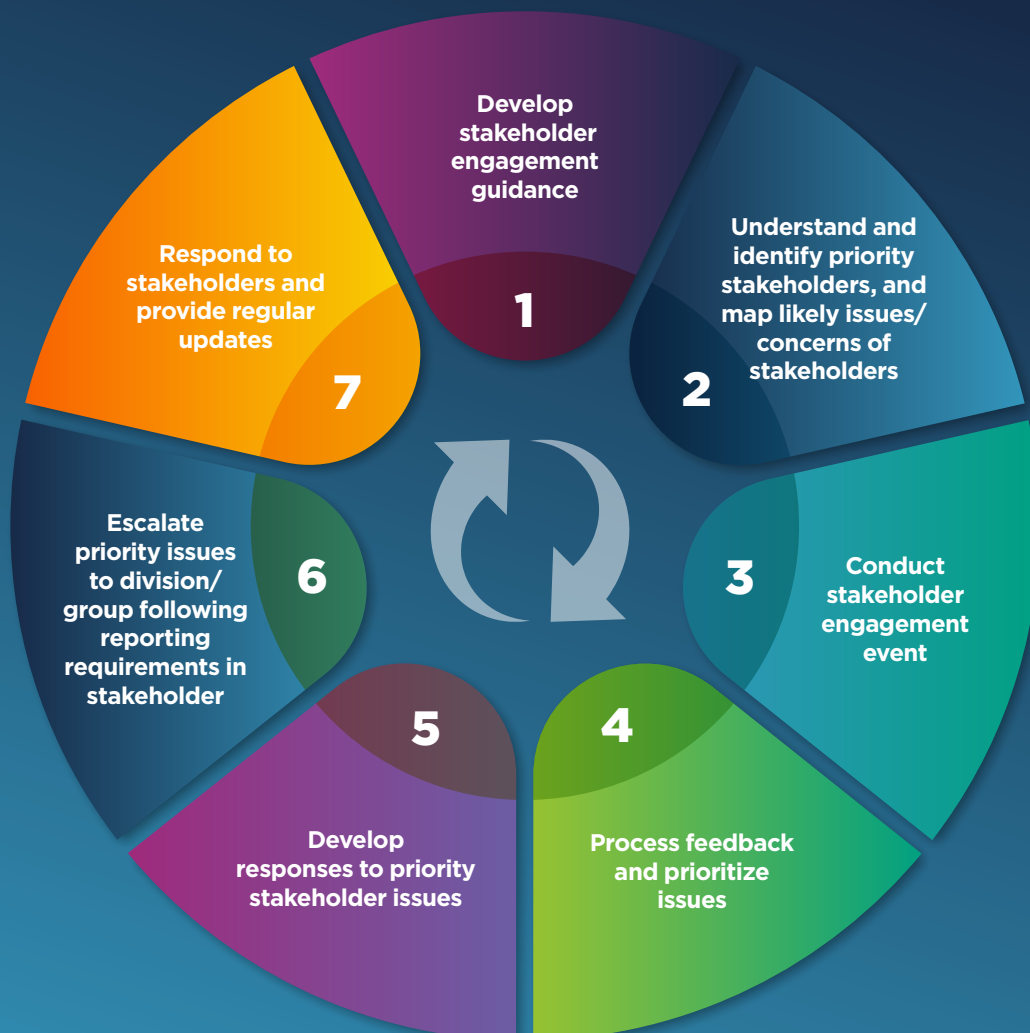 Develop
stakeholder
engagement
guidance
1
Understand and
identify priority
stakeholders, and
map likely issues/
concerns of
stakeholders
2
Conduct
stakeholder
engagement
event
3
Process feedback
and prioritize
issues
4
Develop
responses to priority
stakeholder issues
5
Escalate
priority issues
to division/
group following
reporting
requirements in
stakeholder
6
Respond to
stakeholders and
provide regular
updates
7